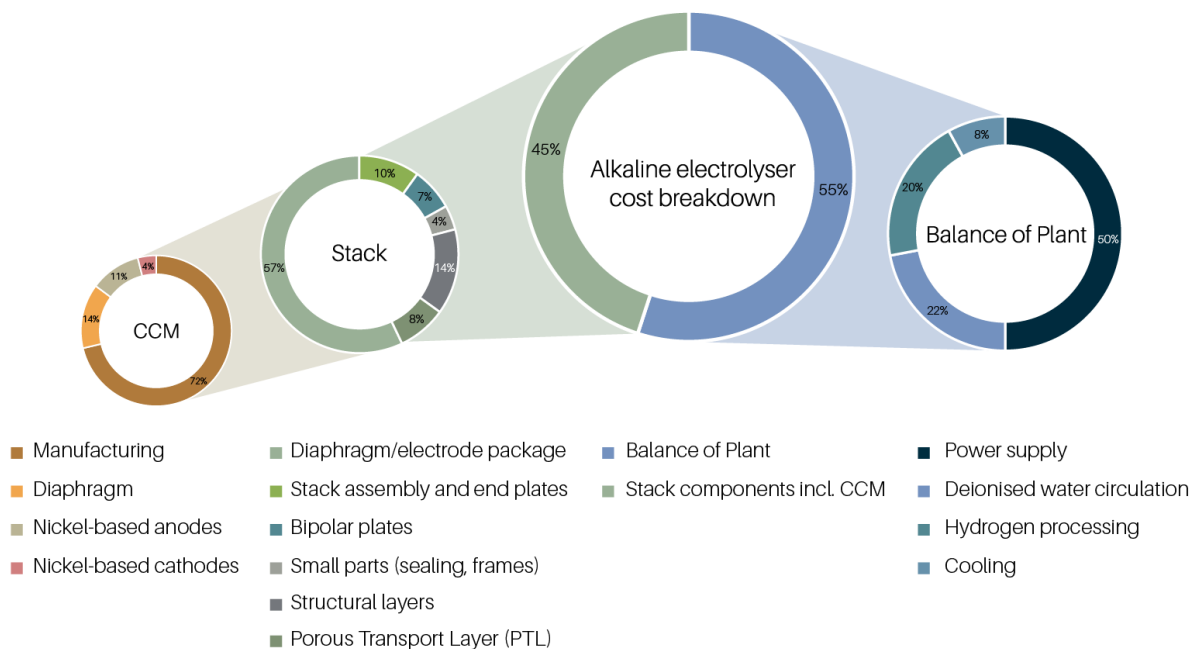 Alkaline electrolyser
cost breakdown
45%
55%
Balance of Plant
50%
22%
20%
8%
Stack
10%
7%
4%
14%
8%
57%
CCM
72%
14%
11%
4%
Manufacturing
Diaphragm
Nickel-based anodes
Nickel-based cathodes
Diaphragm/electrode package
Stack assembly and end plates
Bipolar plates
Small parts (sealing, frames)
Structural layers
Porous Transport Layer (PTL)
Balance of Plant
Stack components incl. CCM
Power supply
Deionised water circulation
Hydrogen processing
Cooling